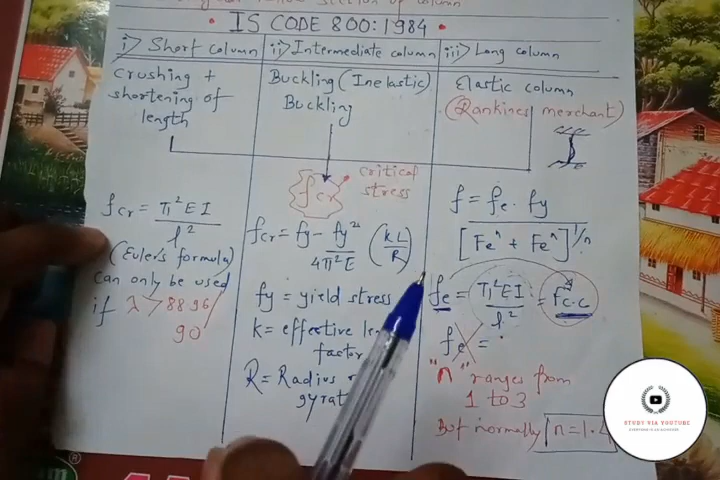 • IS CODE 800:1984 •
i) Short column
Crushing +
shortening of
length
fcr = π²EI / l²
(Euler's formula)
can only be used
if λ > 88 96/
90
ii) Intermediate column
Buckling (Inelastic)
Buckling
fcr
critical
stress
fcr = fy - fy² / 4π²E (kL / R)
fy = yield stress
k = effective
factor
R = Radius
iii) Long column
Elastic column
(Rankines merchant)
f = fe. fy / [Fe^n + Fe^n]^1/n
fe = π²EI / l² = fc.c
fe =
"n" ranges from
1 to 3
But normally n = 1.4
STUDY VIA YOUTUBE